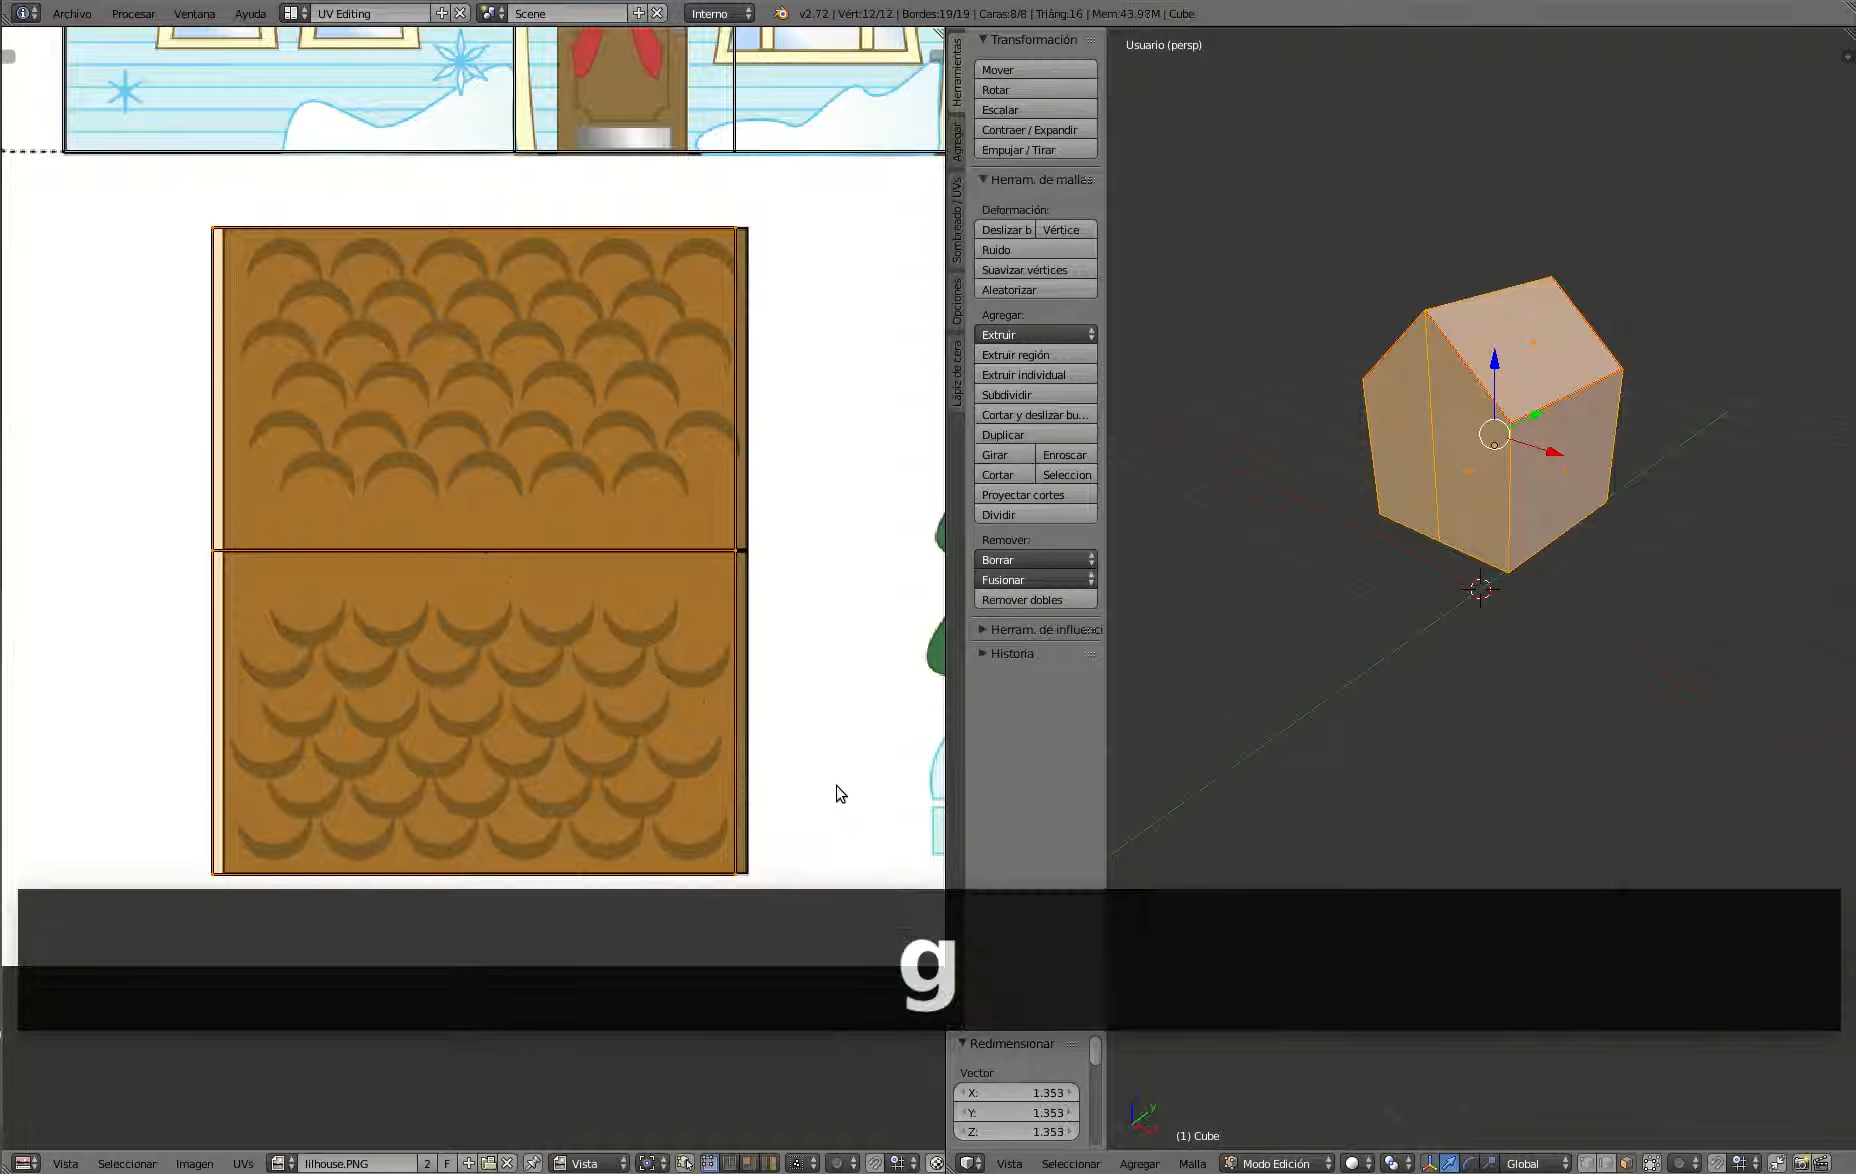 Archivo Procesar Ventana Ayuda UV Editing Scene Interno v2.72 | Vért:12/12 | Bordes:19/19 | Caras:8/8 | Triáng:16 | Mem:43.98M | Cube
Usuario (persp)
Herramientas
Agregar
Sombreado / UVs
Opciones
Lápiz de cera
Transformación
Mover
Rotar
Escalar
Contraer / Expandir
Empujar / Tirar
Herram. de mallas
Deformación:
Deslizar b Vértice
Ruido
Suavizar vértices
Aleatorizar
Agregar:
Extruir
Extruir región
Extruir individual
Subdividir
Cortar y deslizar bu...
Duplicar
Girar Enroscar
Cortar Seleccion
Proyectar cortes
Dividir
Remover:
Borrar
Fusionar
Remover dobles
Herram. de influenci
Historia
g
Redimensionar
Vector
X: 1.353
Y: 1.353
Z: 1.353
(1) Cube
Vista Seleccionar Imagen UVs lilhouse.PNG 2 F Vista
Vista Seleccionar Agregar Malla Modo Edición Global